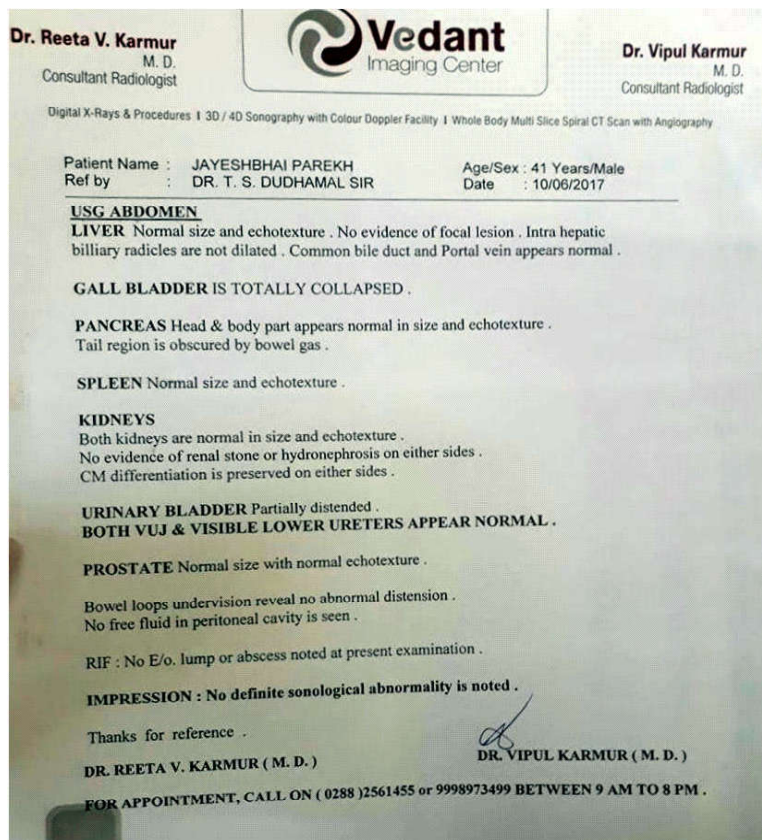 Dr. Reeta V. Karmur
M. D.
Consultant Radiologist
Vedant
Imaging Center
Dr. Vipul Karmur
M. D.
Consultant Radiologist
Digital X-Rays & Procedures I 3D / 4D Sonography with Colour Doppler Facility I Whole Body Multi Slice Spiral CT Scan with Angiography
Patient Name : JAYESHBHAI PAREKH Age/Sex : 41 Years/Male
Ref by : DR. T. S. DUDHAMAL SIR Date : 10/06/2017
USG ABDOMEN
LIVER Normal size and echotexture . No evidence of focal lesion . Intra hepatic
billiary radicles are not dilated . Common bile duct and Portal vein appears normal .
GALL BLADDER IS TOTALLY COLLAPSED .
PANCREAS Head & body part appears normal in size and echotexture .
Tail region is obscured by bowel gas .
SPLEEN Normal size and echotexture .
KIDNEYS
Both kidneys are normal in size and echotexture .
No evidence of renal stone or hydronephrosis on either sides .
CM differentiation is preserved on either sides .
URINARY BLADDER Partially distended .
BOTH VUJ & VISIBLE LOWER URETERS APPEAR NORMAL .
PROSTATE Normal size with normal echotexture .
Bowel loops undervision reveal no abnormal distension .
No free fluid in peritoneal cavity is seen .
RIF : No E/o. lump or abscess noted at present examination .
IMPRESSION : No definite sonological abnormality is noted .
Thanks for reference .
DR. REETA V. KARMUR ( M. D. ) DR. VIPUL KARMUR ( M. D. )
FOR APPOINTMENT, CALL ON ( 0288 )2561455 or 9998973499 BETWEEN 9 AM TO 8 PM .